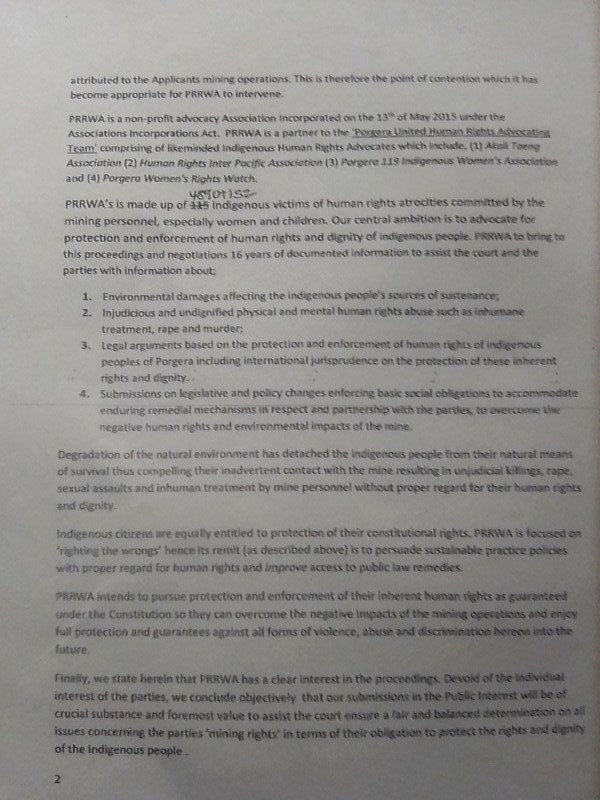 attributed to the Applicants mining operations. This is therefore the point of contention which it has
become appropriate for PRRWA to intervene.
PRRWA is a non-profit advocacy Association Incorporated on the 13th of May 2015 under the
Associations Incorporations Act. PRRWA is a partner to the 'Porgera United Human Rights Advocating
Team' comprising of likeminded Indigenous Human Rights Advocates which include, (1) Akali Tange
Association (2) Human Rights Inter Pacific Association (3) Porgera 119 Indigenous Women's Association
and (4) Porgera Women's Rights Watch.
PRRWA's is made up of Indigenous victims of human rights atrocities committed by the
mining personnel, especially women and children. Our central ambition is to advocate for
protection and enforcement of human rights and dignity of indigenous people. PRRWA to bring to
this proceedings and negotiations 16 years of documented information to assist the court and the
parties with information about;
1. Environmental damages affecting the indigenous people's sources of sustenance;
2. Injudicious and undignified physical and mental human rights abuse such as inhumane
treatment, rape and murder;
3. Legal arguments based on the protection and enforcement of human rights of indigenous
peoples of Porgera including international jurisprudence on the protection of these inherent
rights and dignity.
4. Submissions on legislative and policy changes enforcing basic social obligations to accommodate
enduring remedial mechanisms in respect and partnership with the parties, to overcome the
negative human rights and environmental impacts of the mine.
Degradation of the natural environment has detached the indigenous people from their natural means
of survival thus compelling their inadvertent contact with the mine resulting in unjudicial killings, rape,
sexual assaults and inhuman treatment by mine personnel without proper regard for their human rights
and dignity.
Indigenous citizens are equally entitled to protection of their constitutional rights. PRRWA is focused on
'righting the wrongs' hence its remit (as described above) is to persuade sustainable practice policies
with proper regard for human rights and improve access to public law remedies.
PRRWA intends to pursue protection and enforcement of their inherent human rights as guaranteed
under the Constitution so they can overcome the negative impacts of the mining operations and enjoy
full protection and guarantees against all forms of violence, abuse and discrimination hereon into the
future.
Finally, we state herein that PRRWA has a clear interest in the proceedings. Devoid of the individual
interest of the parties, we conclude objectively that our submissions in the Public Interest will be of
crucial substance and foremost value to assist the court ensure a fair and balanced determination on all
issues concerning the parties 'mining rights' in terms of their obligation to protect the rights and dignity
of the indigenous people.
2